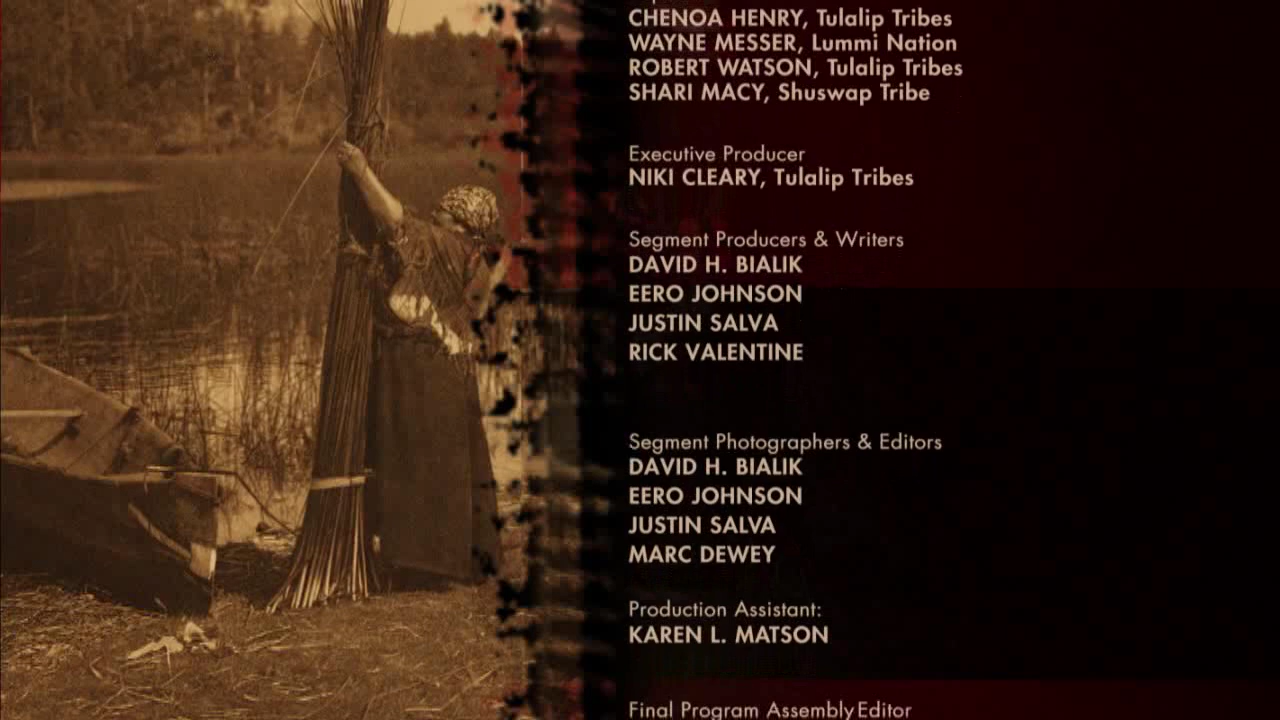 CHENOA HENRY, Tulalip Tribes
WAYNE MESSER, Lummi Nation
ROBERT WATSON, Tulalip Tribes
SHARI MACY, Shuswap Tribe
Executive Producer
NIKI CLEARY, Tulalip Tribes
Segment Producers & Writers
DAVID H. BIALIK
EERO JOHNSON
JUSTIN SALVA
RICK VALENTINE
Segment Photographers & Editors
DAVID H. BIALIK
EERO JOHNSON
JUSTIN SALVA
MARC DEWEY
Production Assistant:
KAREN L. MATSON
Final Program Assembly Editor